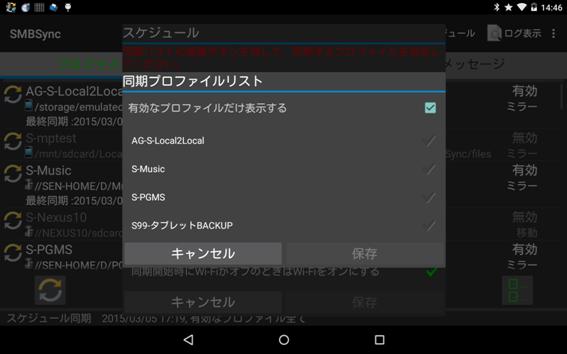 14:46
SMBSync
ログ表示
メッセージ
スケジュール
同期プロファイルリスト
有効なプロファイルだけ表示する
AG-S-Local2Local
S-Music
S-PGMS
S99-タブレットBACKUP
キャンセル
保存
AG-S-Local2Local
/storage/emulated
最終同期 :2015/03/0
有効
ミラー
S-mptest
/mnt/sdcard/Loca
Sync/files
無効
ミラー
S-Music
//SEN-HOME/D/Mu
最終同期 :2015/03/0
有効
ミラー
S-Nexus10
//NEXUS10/sdcard
無効
移動
S-PGMS
//SEN-HOME/D/PG
最終同期 :2015/03/0
有効
ミラー
同期開始時にWi-FiがオフのときはWi-Fiをオンにする
キャンセル
保存
スケジュール同期 2015/03/05 17:19, 有効なプロファイル全て